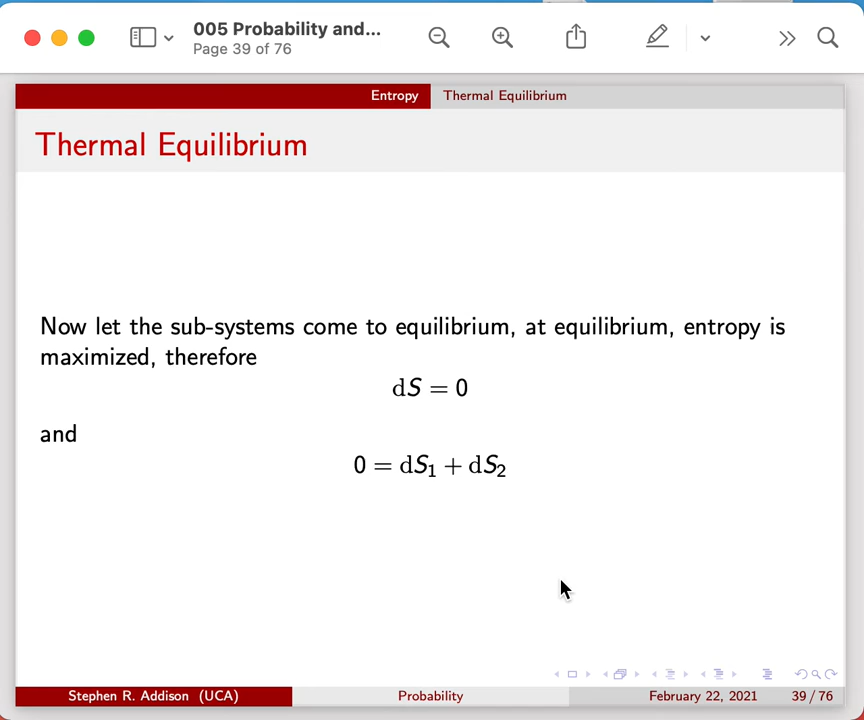 005 Probability and...
Page 39 of 76
Entropy Thermal Equilibrium
Thermal Equilibrium
Now let the sub-systems come to equilibrium, at equilibrium, entropy is
maximized, therefore
dS = 0
and
0 = dS₁ + dS₂
Stephen R. Addison (UCA) Probability February 22, 2021 39 / 76